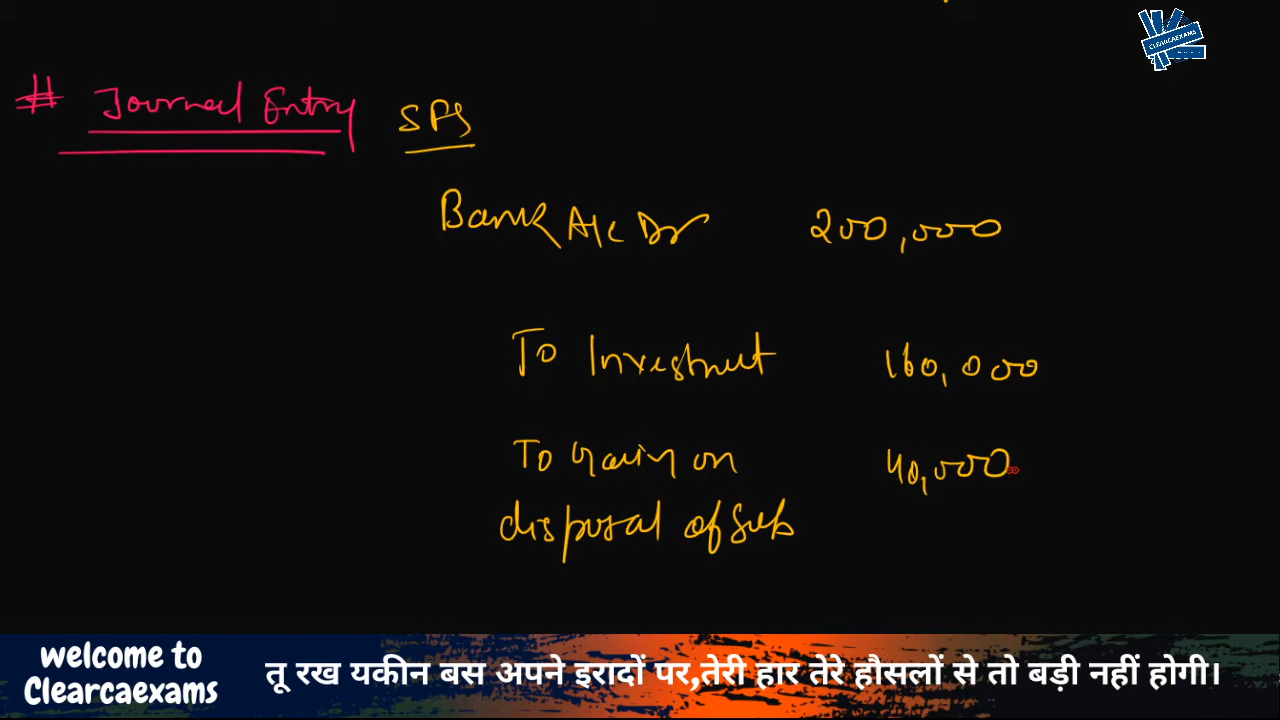 CLEARCAEXAMS
# Journal Entry SFS
Bank A/c Dr 200,000
To Investment 160,000
To Gain on 40,000
disposal of Sub
welcome to
Clearcaexams
तू रख यकीन बस अपने इरादों पर,तेरी हार तेरे हौसलों से तो बड़ी नहीं होगी।